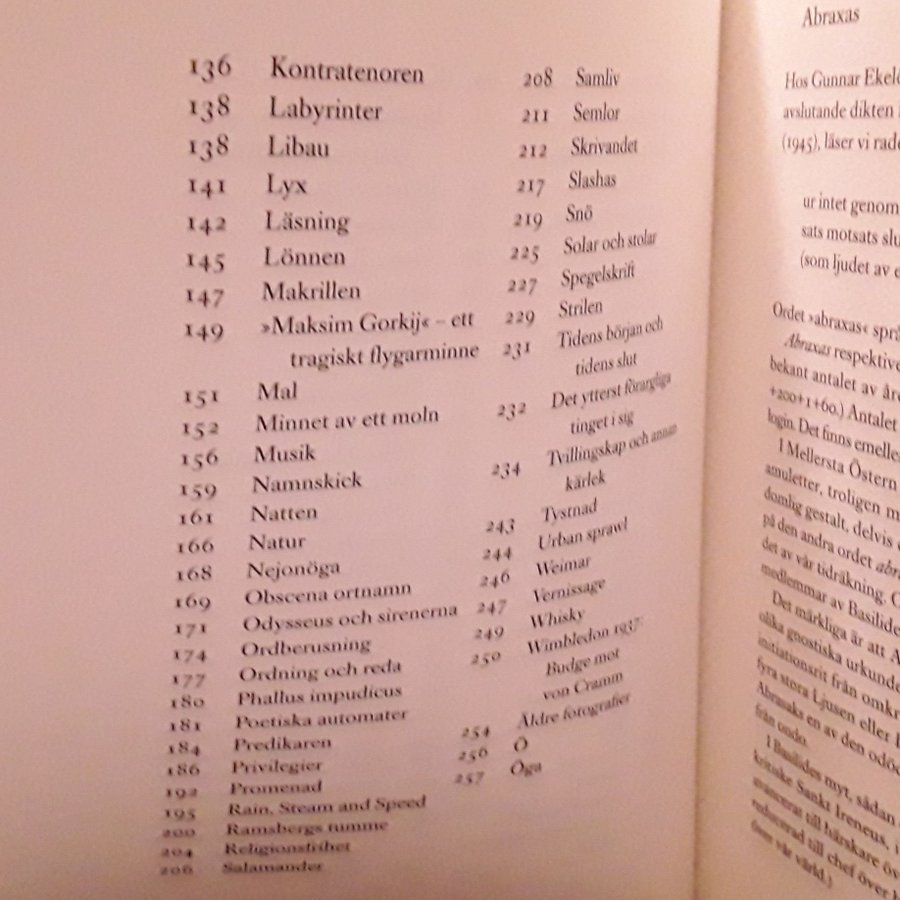 136 Kontratenoren
138 Labyrinter
138 Libau
141 Lyx
142 Läsning
145 Lönnen
147 Makrillen
149 »Maksim Gorkij« – ett
tragiskt flygarminne
151 Mal
152 Minnet av ett moln
156 Musik
159 Namnskick
161 Natten
166 Natur
168 Nejonöga
169 Obscena ortnamn
171 Odysseus och sirenerna
174 Ordberusning
177 Ordning och reda
180 Phallus impudicus
181 Poetiska automater
184 Predikaren
186 Privilegier
192 Promenad
195 Rain, Steam and Speed
200 Ramsbergs tumme
204 Religionsfrihet
206 Salamander
208 Samliv
211 Semlor
212 Skrivandet
217 Slashas
219 Snö
225 Solar och stolar
227 Spegelskrift
229 Strilen
231 Tidens början och
tidens slut
232 Det ytterst förargliga
tinget i sig
234 Tvillingskap och annan
kärlek
243 Tystnad
244 Urban sprawl
246 Weimar
247 Vernissage
249 Whisky
250 Wimbledon 1937:
Budge mot
von Cramm
254 Äldre fotografier
256 Ö
257 Öga
Abraxas
Hos Gunnar Ekel
avslutande dikten
(1945), läser vi rade
ur intet genom
sats motsats slu
(som ljudet av e
Ordet »abraxas« språ
Abraxas respektive
bekant antalet av åre
+200+1+60.) Antalet
login. Det finns emelle
I Mellersta Östern
amuletter, troligen m
domlig gestalt, delvis
på den andra ordet abra
det av vår tidräkning. O
medlemmar av Basilide
Det märkliga är att A
olika gnostiska urkunde
initiationsrit från omkr
fyra stora Ljusen eller
Abrasaks en av den odöd
från ondo.
I Basilides myt, sådan
kritiske Sankt Ireneus, i
avancerat till härskare öv
reducerad till chef över
över vår värld.)